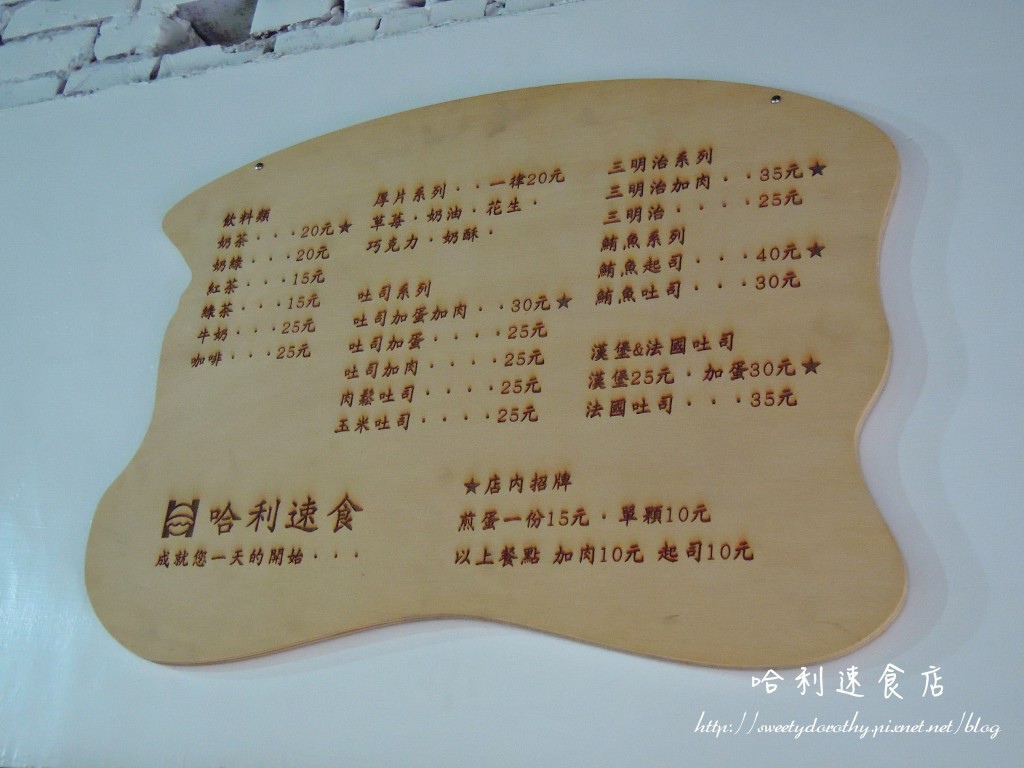 飲料類
奶茶...20元★
奶綠...20元
紅茶...15元
綠茶...15元
牛奶...25元
咖啡...25元
厚片系列..一律20元
草莓.奶油.花生.
巧克力.奶酥.
吐司系列
吐司加蛋加肉..30元★
吐司加蛋....25元
吐司加肉....25元
肉鬆吐司....25元
玉米吐司....25元
三明治系列
三明治加肉..35元★
三明治....25元
鮪魚系列
鮪魚起司...40元★
鮪魚吐司...30元
漢堡&法國吐司
漢堡25元.加蛋30元★
法國吐司...35元
哈利速食
成就您一天的開始...
★店內招牌
煎蛋一份15元.單顆10元
以上餐點 加肉10元 起司10元
哈利速食店
http://sweetydorothy.pixnet.net/blog